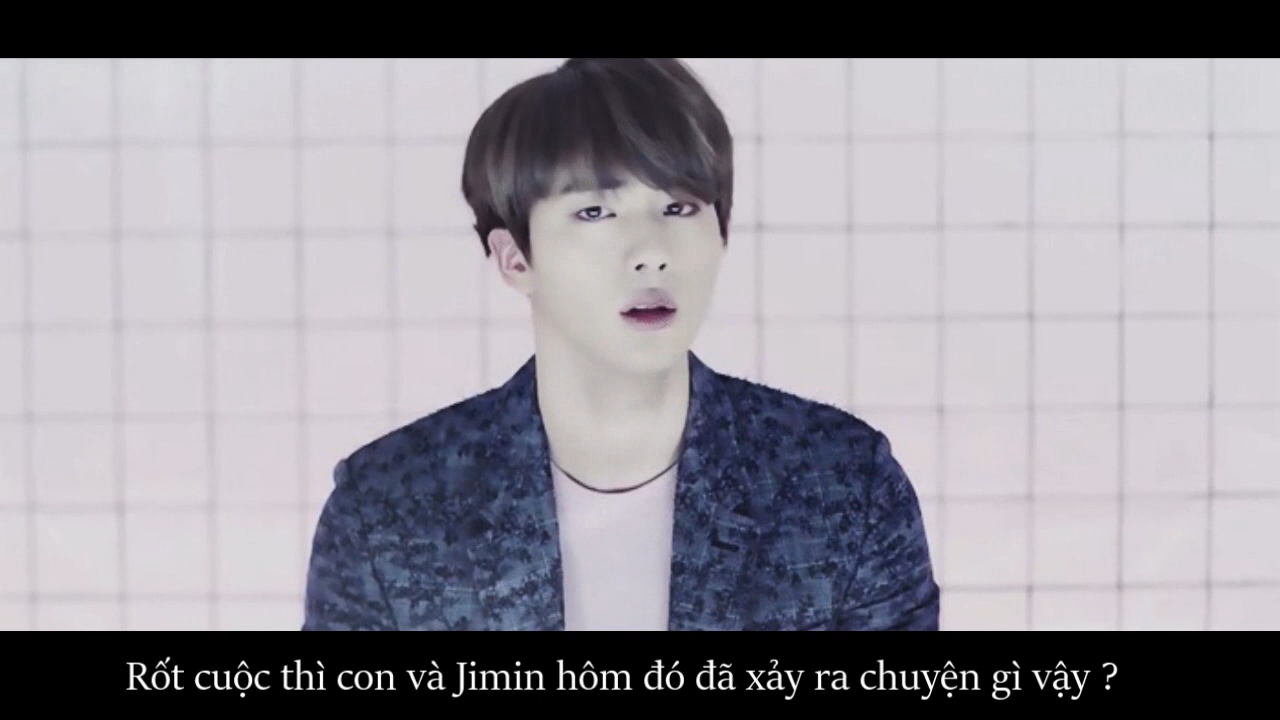 Rốt cuộc thì con và Jimin hôm đó đã xảy ra chuyện gì vậy ?